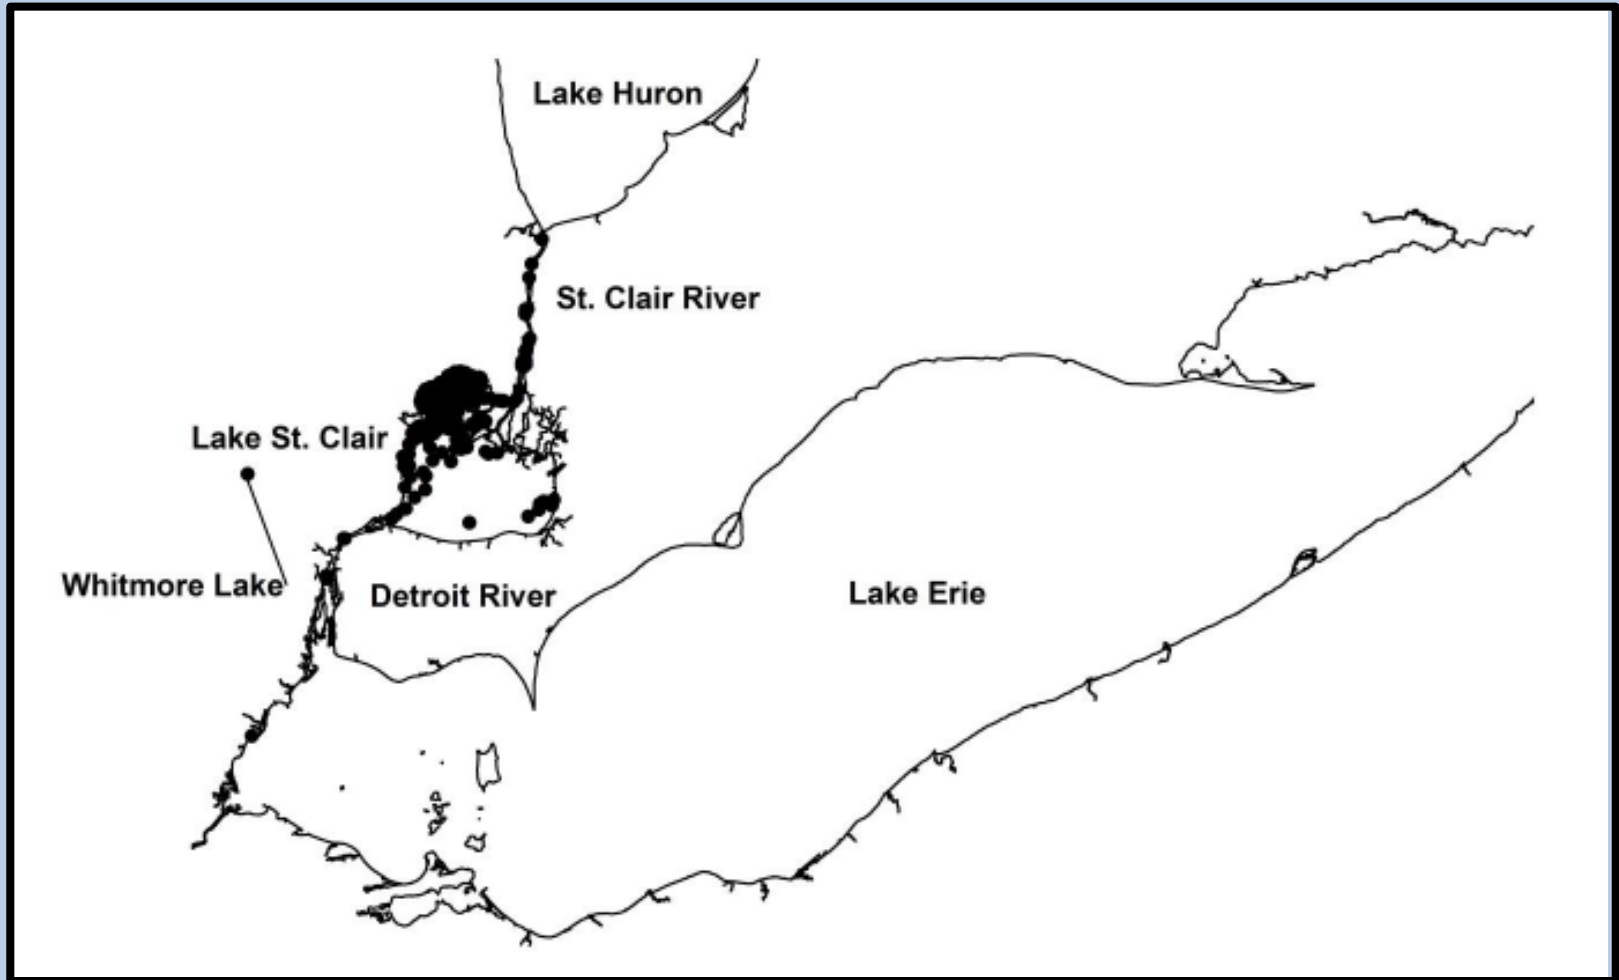 Lake Huron
St. Clair River
Lake St. Clair
Whitmore Lake
Detroit River
Lake Erie